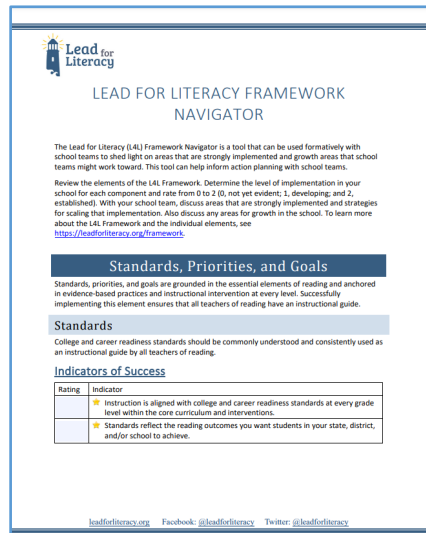 Lead for
Literacy
LEAD FOR LITERACY FRAMEWORK
NAVIGATOR
The Lead for Literacy (L4L) Framework Navigator is a tool that can be used formatively with
school teams to shed light on areas that are strongly implemented and growth areas that school
teams might work toward. This tool can help inform action planning with school teams.
Review the elements of the L4L Framework. Determine the level of implementation in your
school for each component and rate from 0 to 2 (0, not yet evident; 1, developing; and 2,
established). With your school team, discuss areas that are strongly implemented and strategies
for scaling that implementation. Also discuss any areas for growth in the school. To learn more
about the L4L Framework and the individual elements, see
https://leadforliteracy.org/framework.
Standards, Priorities, and Goals
Standards, priorities, and goals are grounded in the essential elements of reading and anchored
in evidence-based practices and instructional intervention at every level. Successfully
implementing this element ensures that all teachers of reading have an instructional guide.
Standards
College and career readiness standards should be commonly understood and consistently used as
an instructional guide by all teachers of reading.
Indicators of Success
Rating Indicator
Instruction is aligned with college and career readiness standards at every grade
level within the core curriculum and interventions.
Standards reflect the reading outcomes you want students in your state, district,
and/or school to achieve.
leadforliteracy.org Facebook: @leadforliteracy Twitter: @leadforliteracy